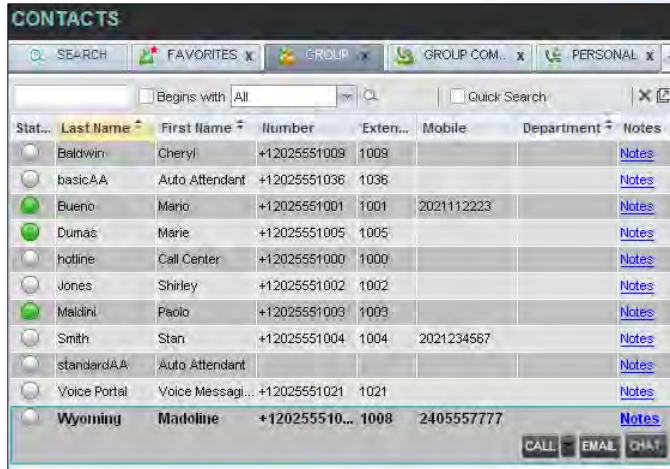 CONTACTS
SEARCH FAVORITES x GROUP x GROUP COM.. x PERSONAL x
Begins with All Quick Search
Stat... Last Name First Name Number Exten... Mobile Department Notes
Baldwin Cheryl +12025551009 1009 Notes
basicAA Auto Attendant +12025551036 1036 Notes
Bueno Mario +12025551001 1001 2021112223 Notes
Dumas Marie +12025551005 1005 Notes
hotline Call Center +12025551000 1000 Notes
Jones Shirley +12025551002 1002 Notes
Maldini Paolo +12025551003 1003 Notes
Smith Stan +12025551004 1004 2021234567 Notes
standardAA Auto Attendant Notes
Voice Portal Voice Messagi... +12025551021 1021 Notes
Wyoming Madoline +120255510... 1008 2405557777 Notes
CALL EMAIL CHAT